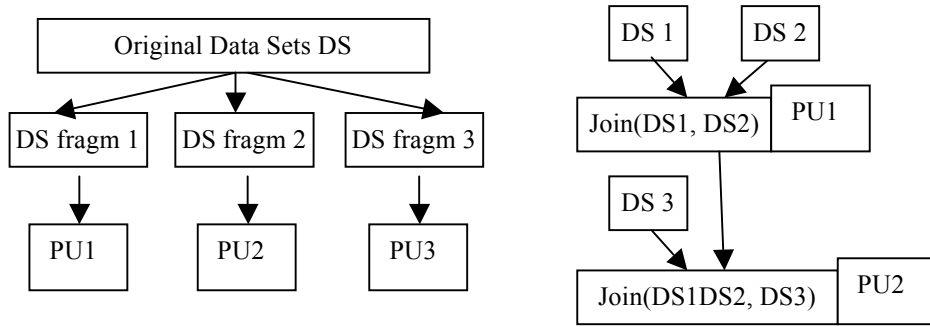 Original Data Sets DS
DS fragm 1
DS fragm 2
DS fragm 3
PU1
PU2
PU3
DS 1
DS 2
Join(DS1, DS2)
PU1
DS 3
Join(DS1DS2, DS3)
PU2